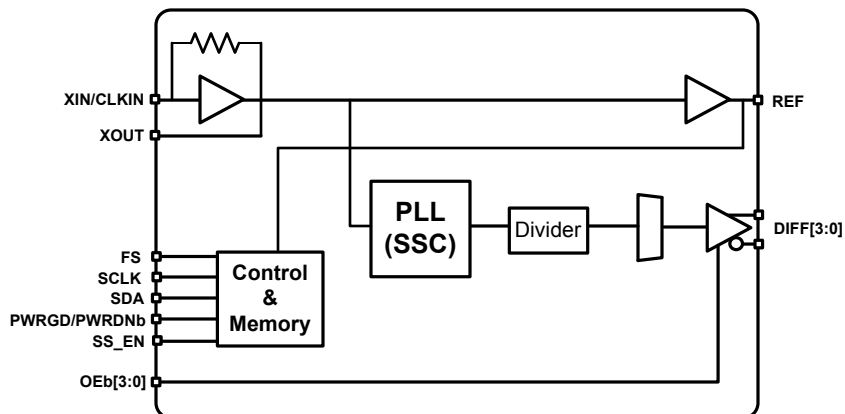 XIN/CLKIN
REF
XOUT
PLL
(SSC)
Divider
DIFF[3:0]
FS
SCLK
SDA
PWRGD/PWRDNb
SS_EN
Control
&
Memory
OEb[3:0]